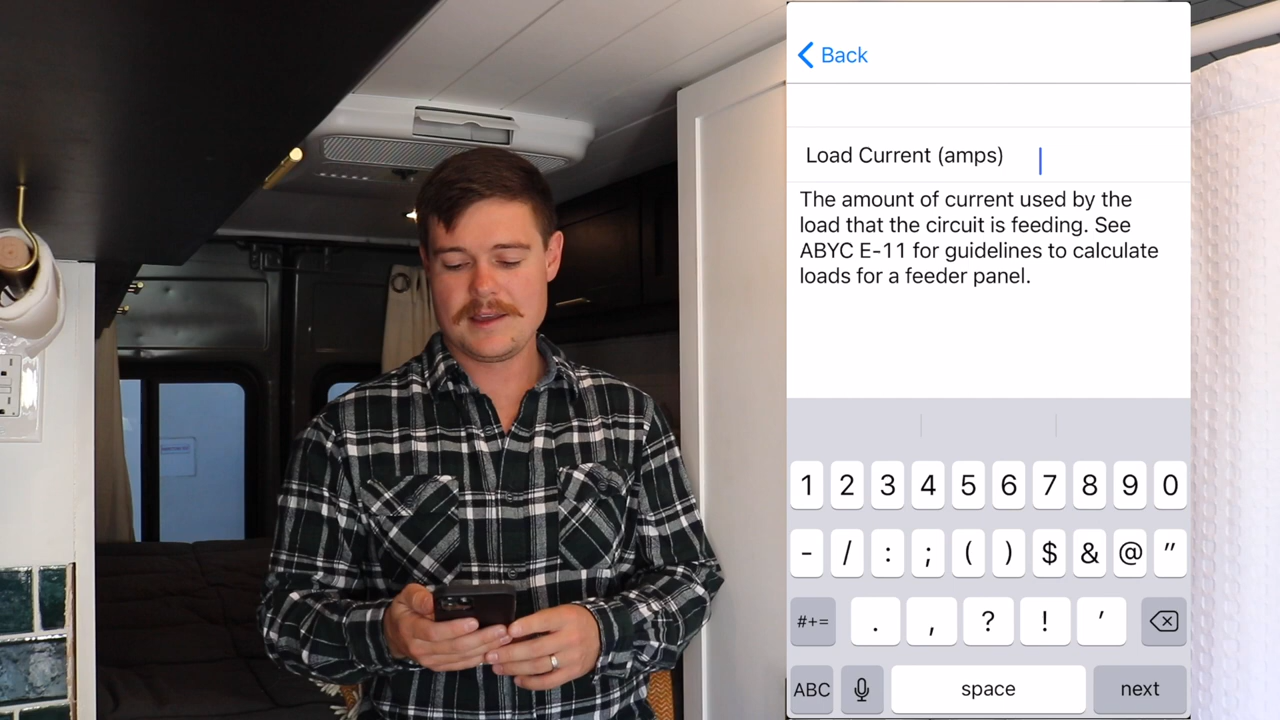 Back
Load Current (amps)
The amount of current used by the
load that the circuit is feeding. See
ABYC E-11 for guidelines to calculate
loads for a feeder panel.
1 2 3 4 5 6 7 8 9 0
- / : ; ( ) $ & @ "
#+= . , ? ! ’
ABC space next